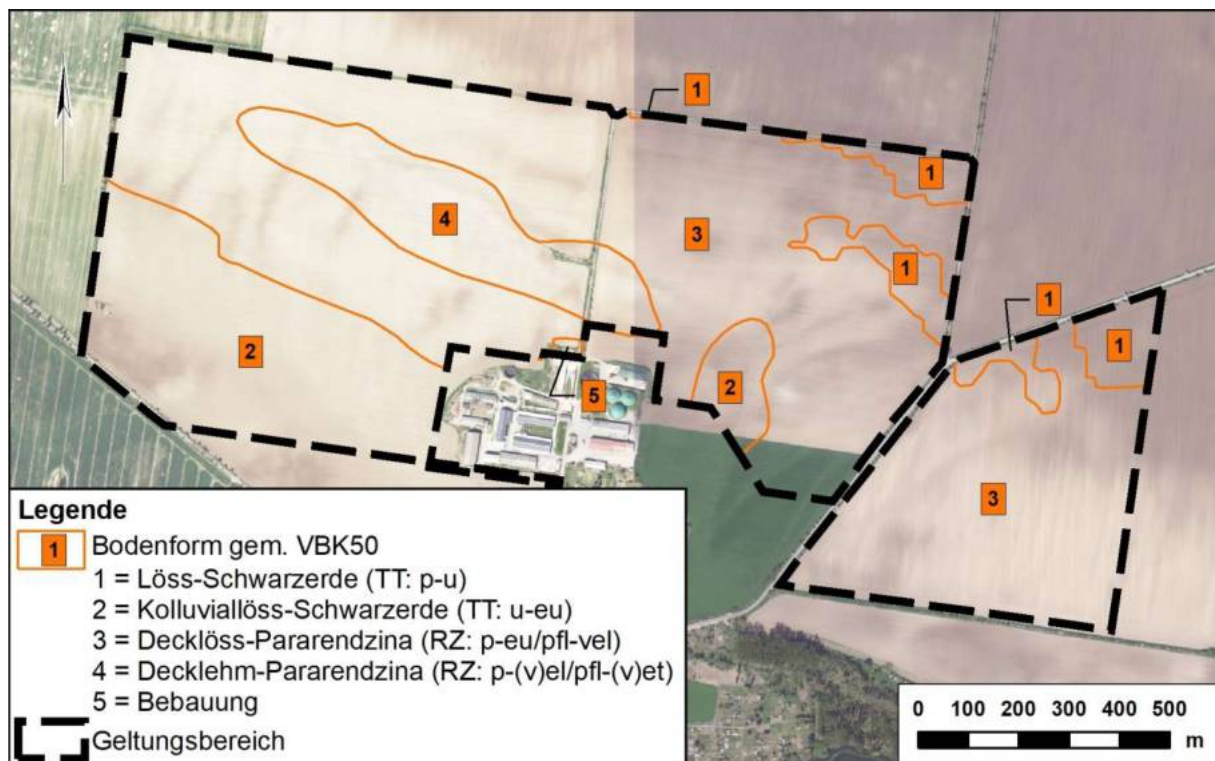 1
1
4
3
1
1
1
2
2
5
3
Legende
1 Bodenform gem. VBK50
1 = Löss-Schwarzerde (TT: p-u)
2 = Kolluviallöss-Schwarzerde (TT: u-eu)
3 = Decklöss-Pararendzina (RZ: p-eu/pfl-vel)
4 = Decklehm-Pararendzina (RZ: p-(v)el/pfl-(v)et)
5 = Bebauung
Geltungsbereich
0 100 200 300 400 500
m